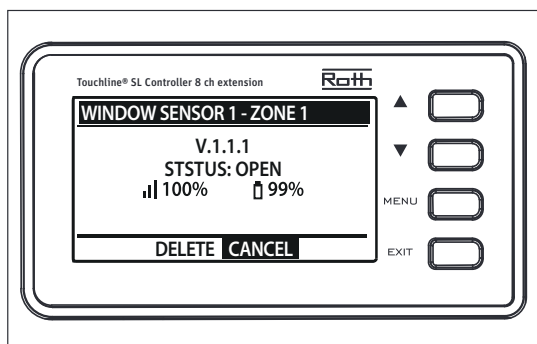 Touchline® SL Controller 8 ch extension
Roth
WINDOW SENSOR 1 - ZONE 1
V.1.1.1
STSTUS: OPEN
100% 99%
DELETE CANCEL
MENU
EXIT